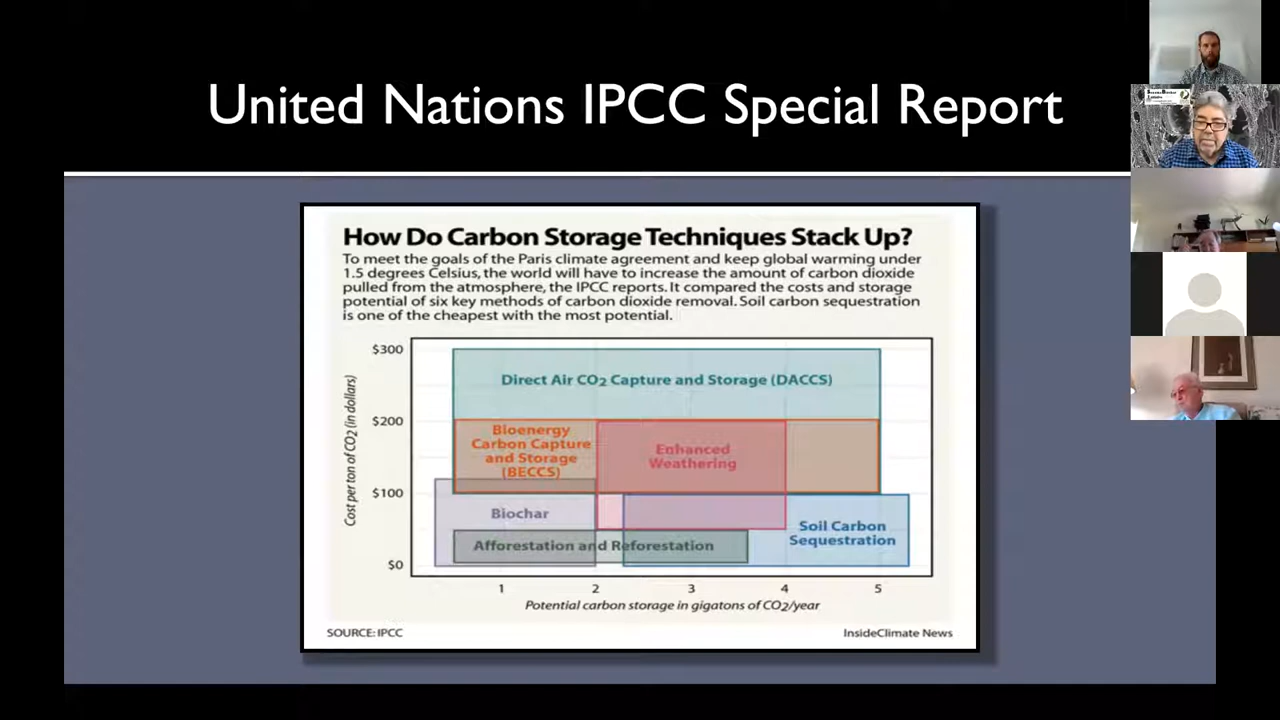 United Nations IPCC Special Report
How Do Carbon Storage Techniques Stack Up?
To meet the goals of the Paris climate agreement and keep global warming under
1.5 degrees Celsius, the world will have to increase the amount of carbon dioxide
pulled from the atmosphere, the IPCC reports. It compared the costs and storage
potential of six key methods of carbon dioxide removal. Soil carbon sequestration
is one of the cheapest with the most potential.
Cost per ton of CO2 (in dollars)
$300
$200
$100
$0
Direct Air CO2 Capture and Storage (DACCS)
Bioenergy
Carbon Capture
and Storage
(BECCS)
Enhanced
Weathering
Biochar
Soil Carbon
Sequestration
Afforestation and Reforestation
1 2 3 4 5
Potential carbon storage in gigatons of CO2/year
SOURCE: IPCC
InsideClimate News